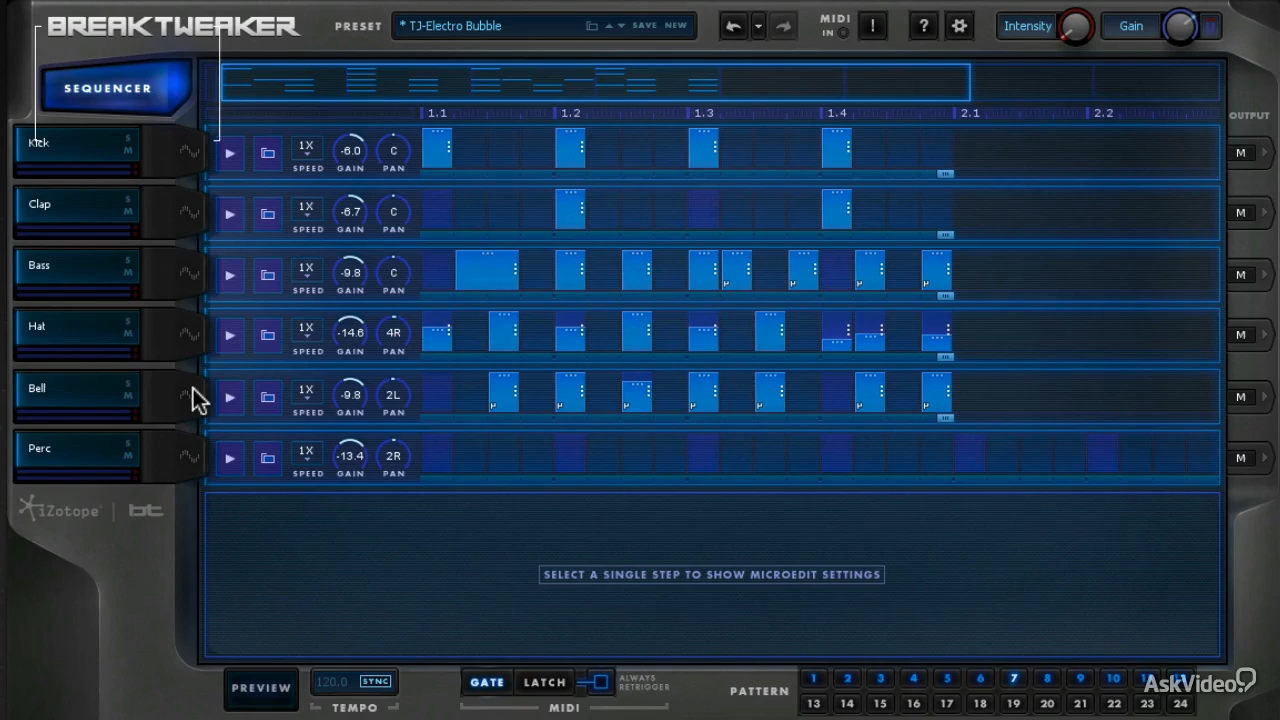 BREAKTWEAKER PRESET * TJ-Electro Bubble SAVE NEW MIDI IN ! ? Intensity Gain
SEQUENCER
1.1 1.2 1.3 1.4 2.1 2.2 OUTPUT
Kick S M 1X SPEED -6.0 GAIN C PAN M
Clap S M 1X SPEED -6.7 GAIN C PAN M
Bass S M 1X SPEED -9.8 GAIN C PAN μ μ μ μ M
Hat S M 1X SPEED -14.6 GAIN 4R PAN M
Bell S M 1X SPEED -9.8 GAIN 2L PAN μ μ μ μ μ μ μ M
Perc S M 1X SPEED -13.4 GAIN 2R PAN M
iZotope | bt
SELECT A SINGLE STEP TO SHOW MICROEDIT SETTINGS
PREVIEW 120.0 SYNC TEMPO GATE LATCH ALWAYS RETRIGGER MIDI PATTERN
1 2 3 4 5 6 7 8 9 10
13 14 15 16 17 18 19 20 21 22 23 24
AskVideo